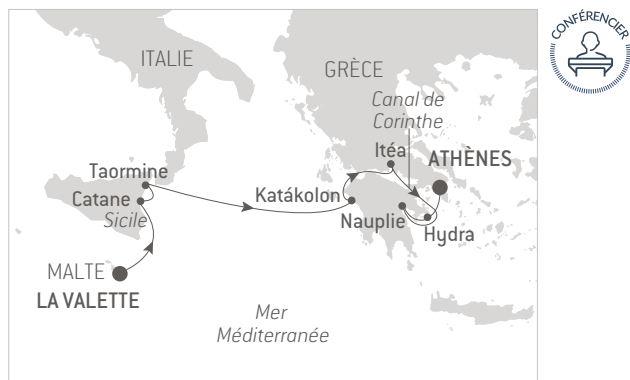 CONFÉRENCIER
ITALIE
GRÈCE
Canal de
Corinthe
Itéa
ATHÈNES
Taormine
Catane
Sicile
Katákolon
Nauplie
Hydra
MALTE
LA VALETTE
Mer
Méditerranée